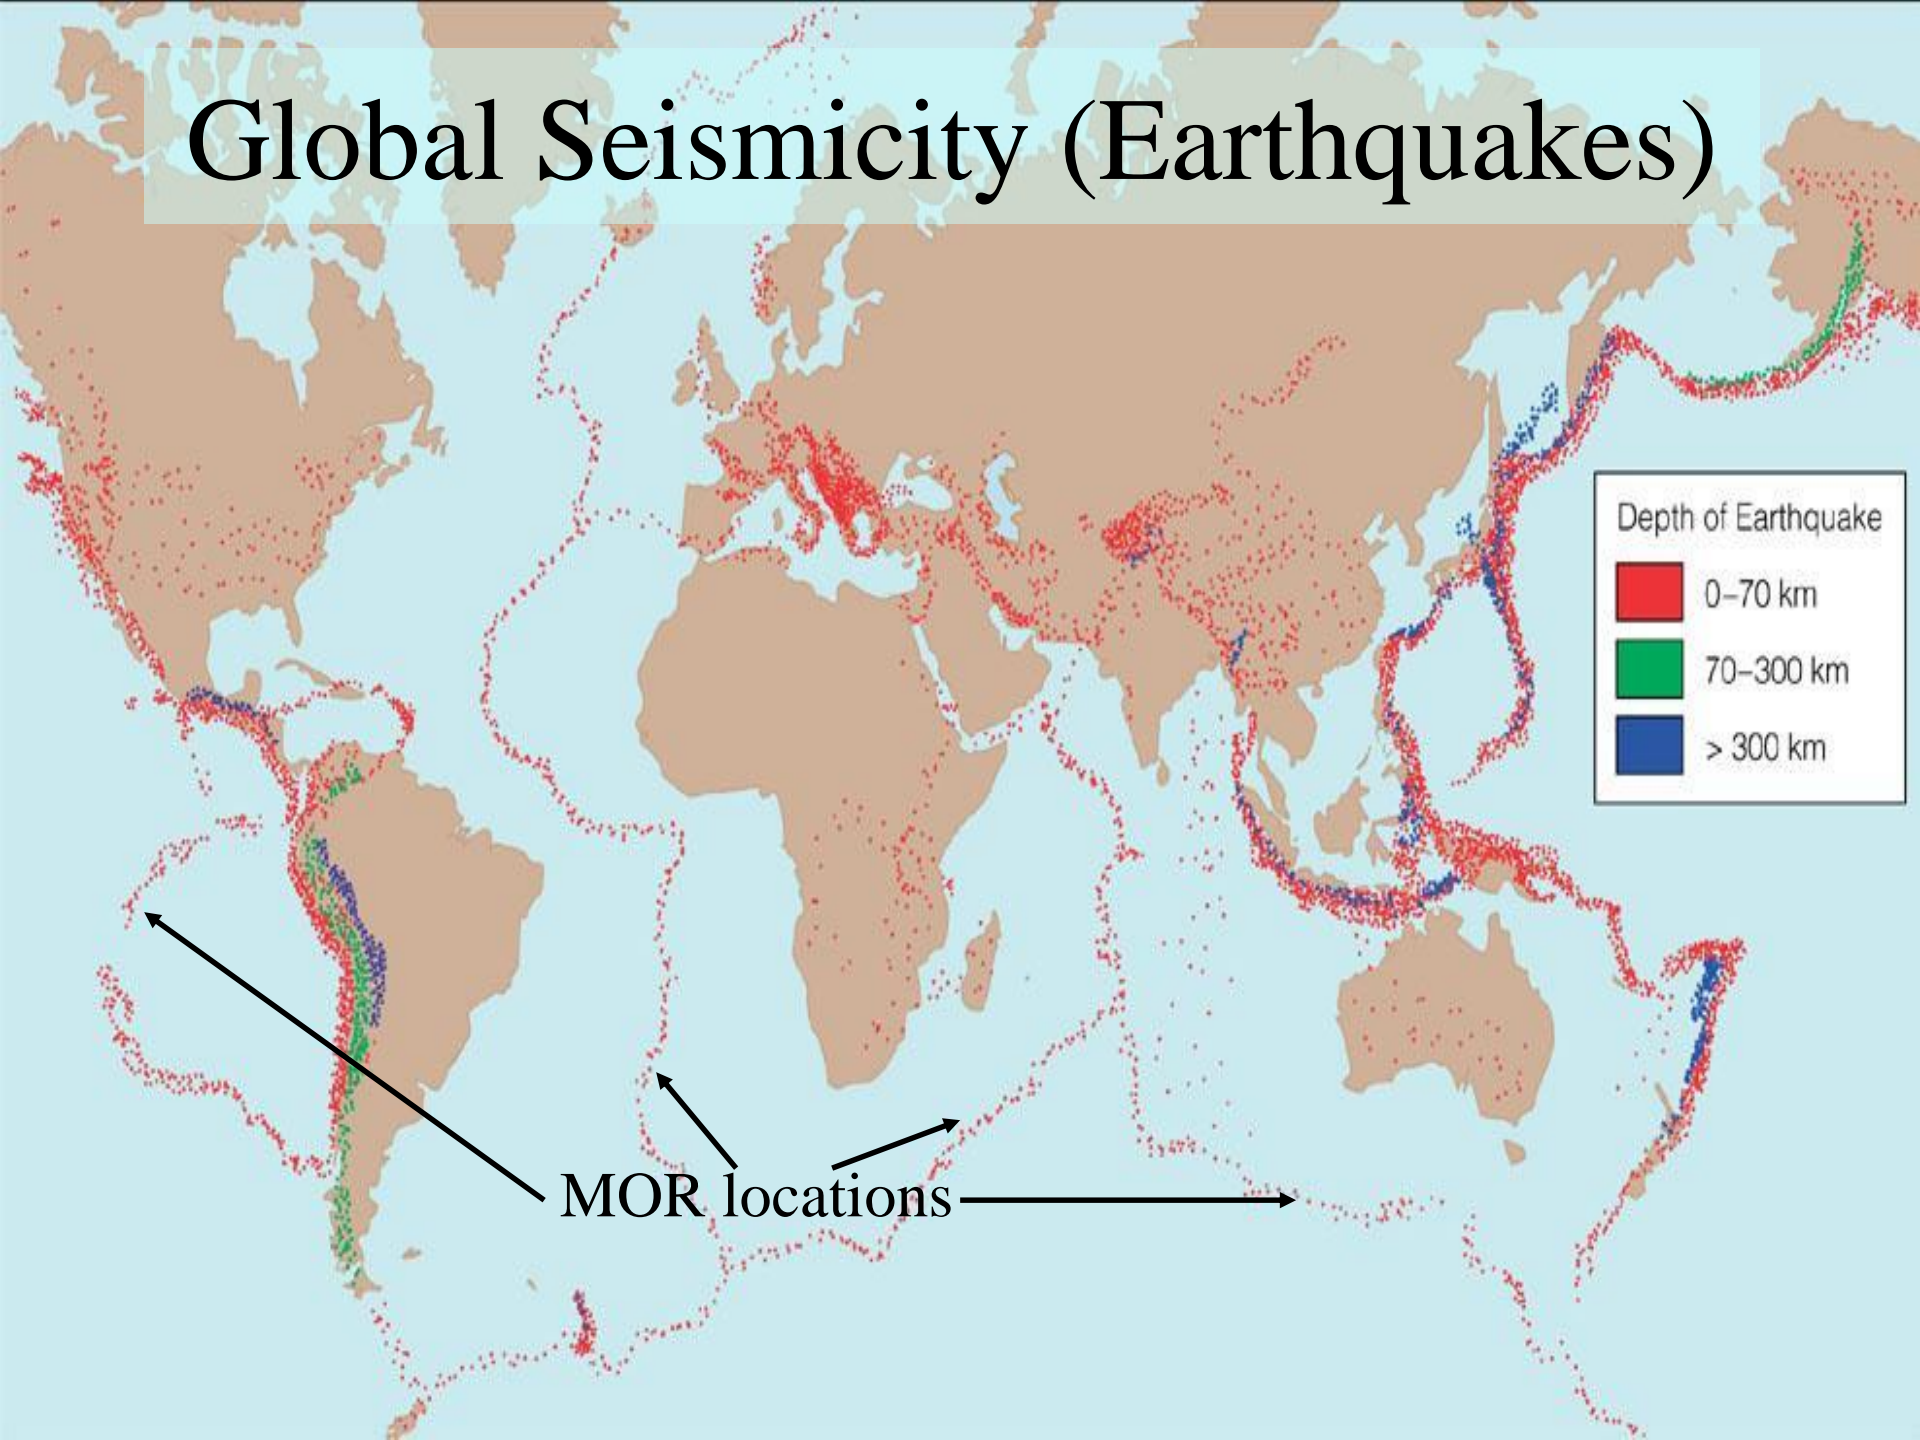 Global Seismicity (Earthquakes)
Depth of Earthquake
0–70 km
70–300 km
> 300 km
MOR locations